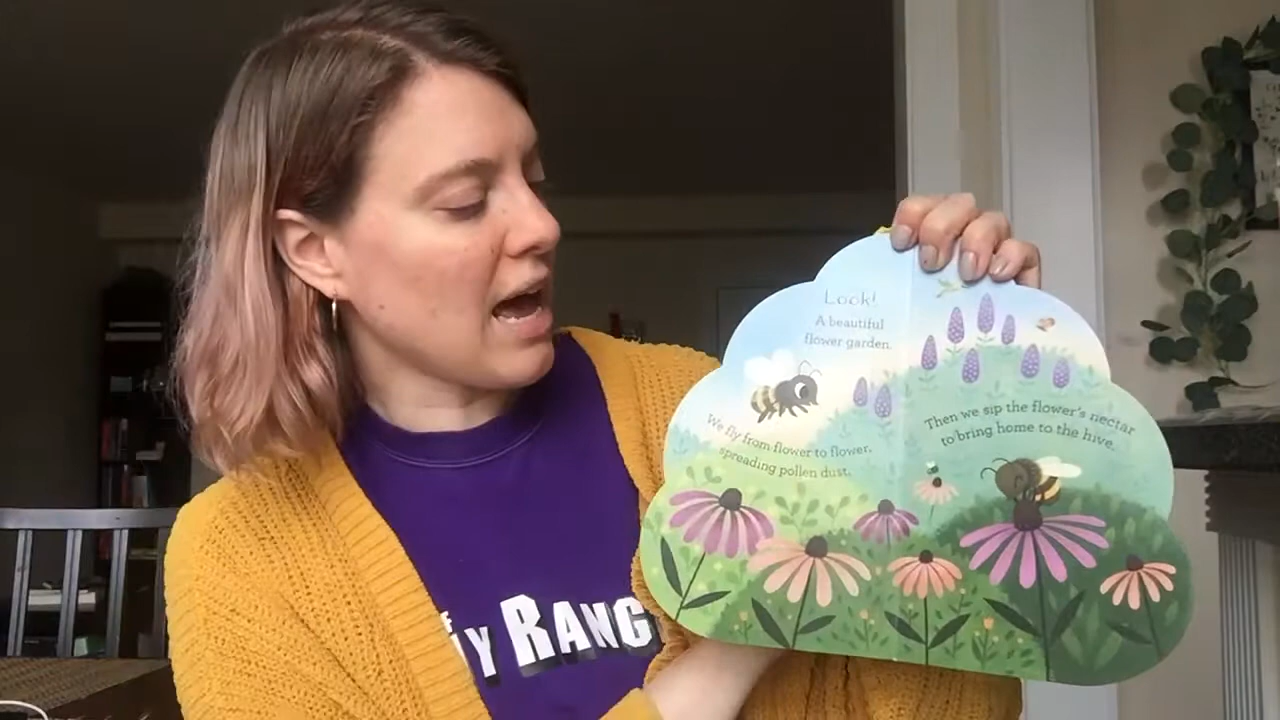 Look!
A beautiful
flower garden.
We fly from flower to flower,
spreading pollen dust.
Then we sip the flower's nectar
to bring home to the hive.
F
RANG